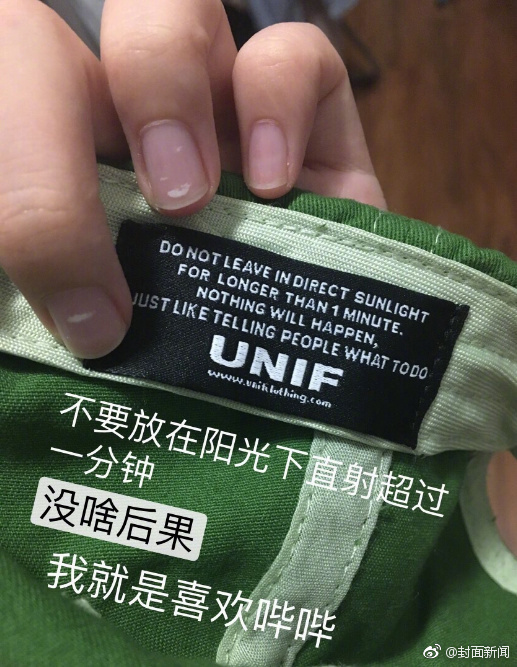 DO NOT LEAVE IN DIRECT SUNLIGHT
FOR LONGER THAN 1 MINUTE.
NOTHING WILL HAPPEN,
JUST LIKE TELLING PEOPLE WHAT TO DO
UNIF
www.unifclothing.com
不要放在阳光下直射超过
一分钟
没啥后果
我就是喜欢哔哔
@封面新闻